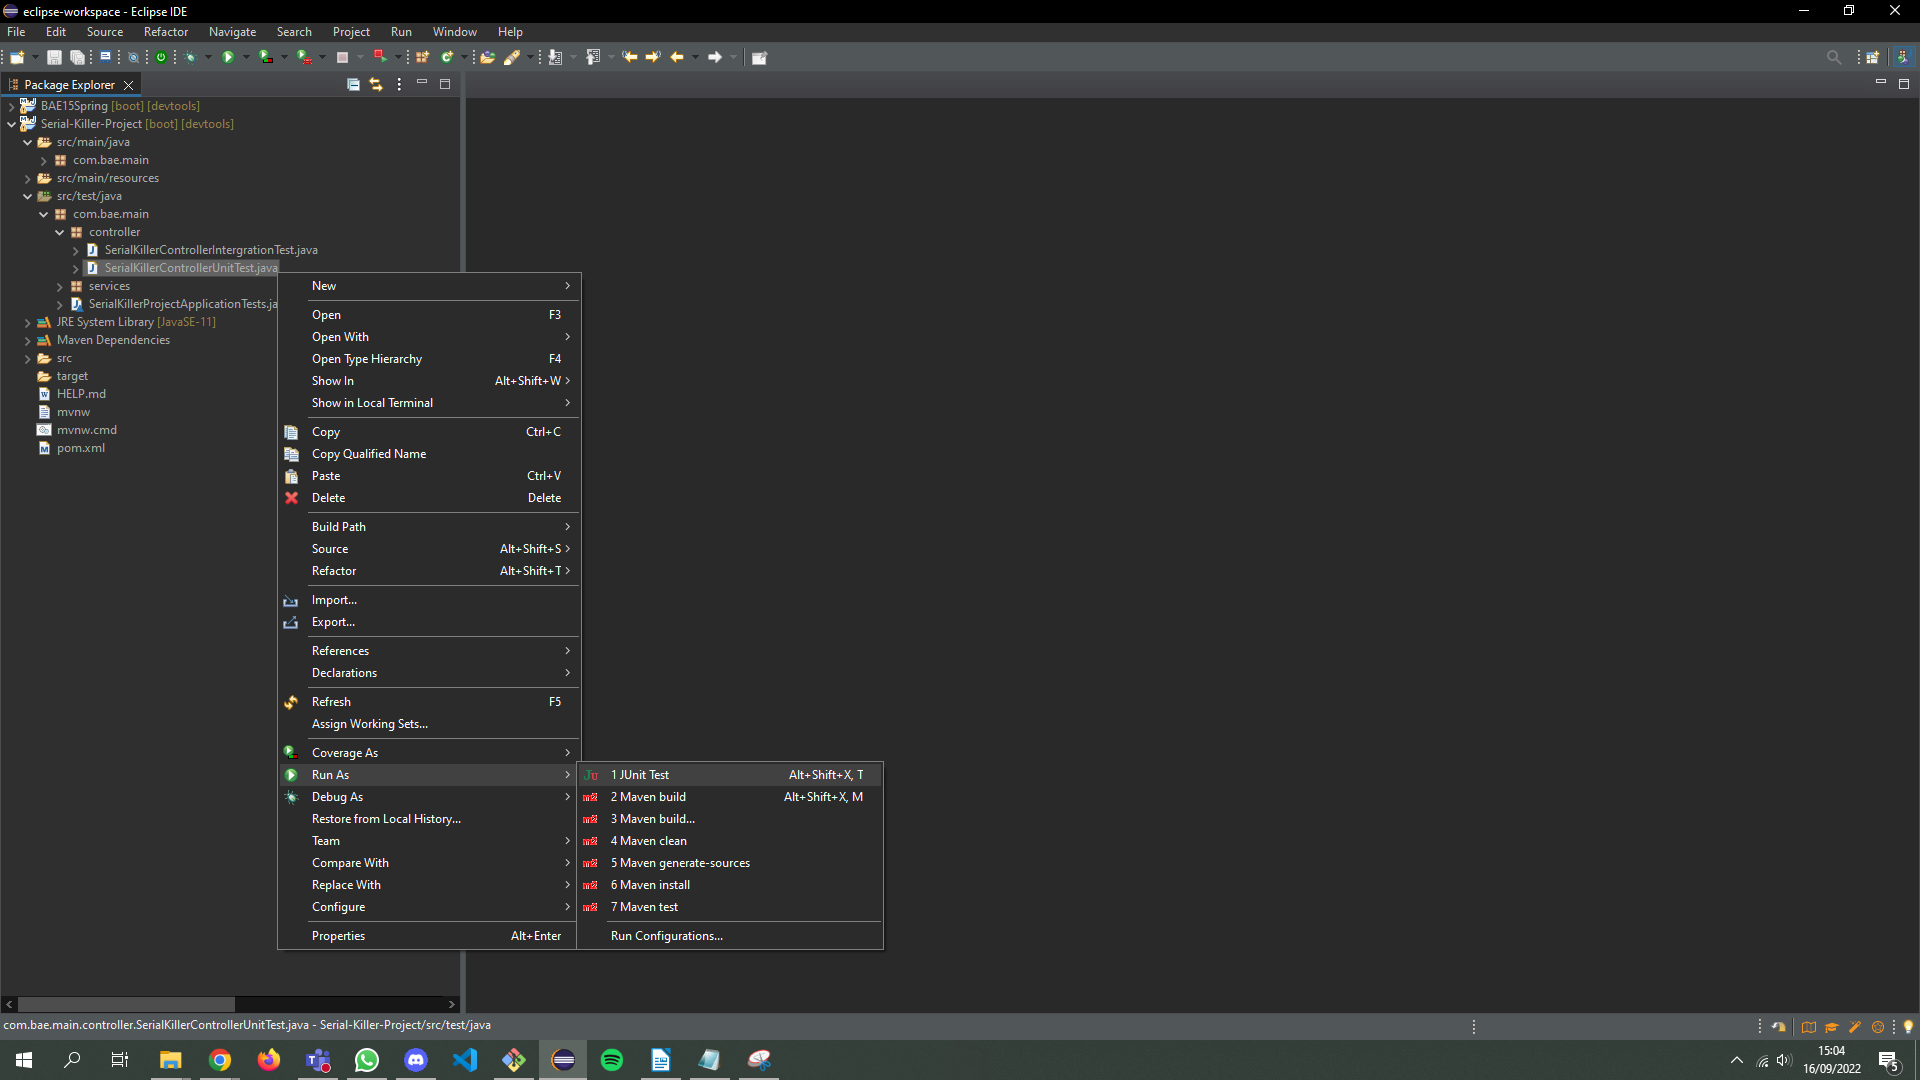 eclipse-workspace - Eclipse IDE
File Edit Source Refactor Navigate Search Project Run Window Help
Package Explorer
BAE15Spring [boot] [devtools]
Serial-Killer-Project [boot] [devtools]
src/main/java
com.bae.main
src/main/resources
src/test/java
com.bae.main
controller
SerialKillerControllerIntergrationTest.java
SerialKillerControllerUnitTest.java
services
SerialKillerProjectApplicationTests.ja
JRE System Library [JavaSE-11]
Maven Dependencies
src
target
HELP.md
mvnw
mvnw.cmd
pom.xml
New
Open F3
Open With
Open Type Hierarchy F4
Show In Alt+Shift+W
Show in Local Terminal
Copy Ctrl+C
Copy Qualified Name
Paste Ctrl+V
Delete Delete
Build Path
Source Alt+Shift+S
Refactor Alt+Shift+T
Import...
Export...
References
Declarations
Refresh F5
Assign Working Sets...
Coverage As
Run As
Debug As
Restore from Local History...
Team
Compare With
Replace With
Configure
Properties Alt+Enter
Ju 1 JUnit Test Alt+Shift+X, T
m2 2 Maven build Alt+Shift+X, M
m2 3 Maven build...
m2 4 Maven clean
m2 5 Maven generate-sources
m2 6 Maven install
m2 7 Maven test
Run Configurations...
com.bae.main.controller.SerialKillerControllerUnitTest.java - Serial-Killer-Project/src/test/java
15:04
16/09/2022
5